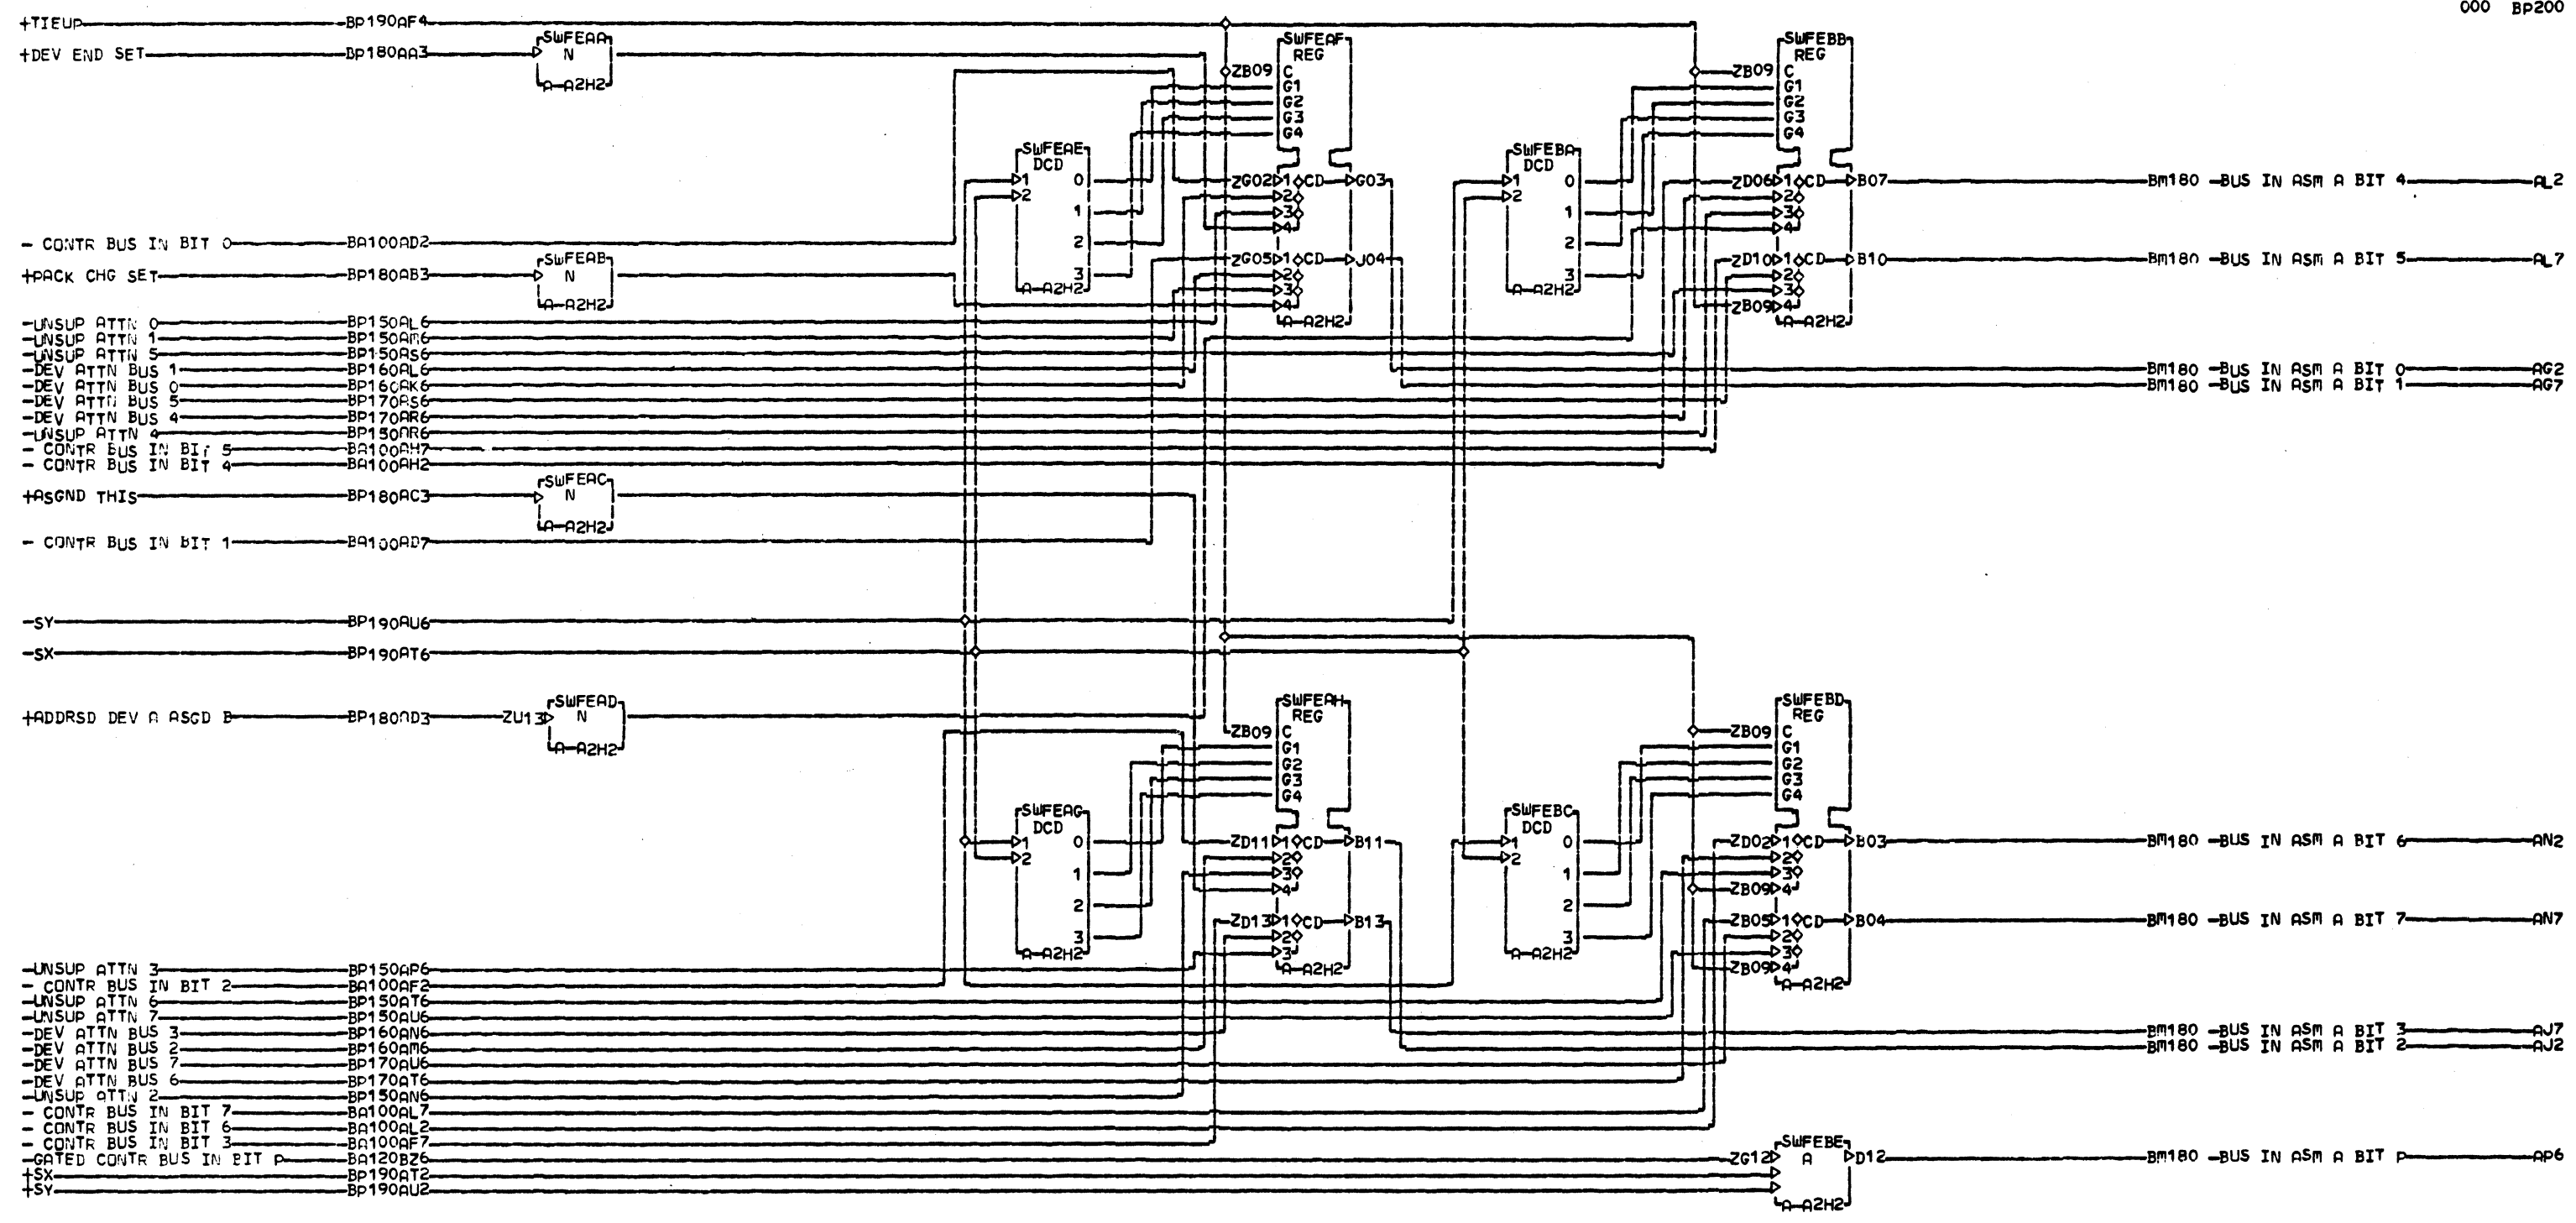 000 BP200
+TIEUP BP190AF4
+DEV END SET BP180AA3
SWFEAA
N
A-A2H2
SWFEAF
REG
ZB09 C
G1
G2
G3
G4
ZG02 1 CD G03
2
3
4
ZG05 1 CD J04
2
3
4
A-A2H2
SWFEBB
REG
ZB09 C
G1
G2
G3
G4
ZD06 1 CD B07
2
3
4
ZD10 1 CD B10
2
3
ZB09 4
A-A2H2
SWFEAE
DCD
1 0
2
1
2
3
A-A2H2
SWFEBA
DCD
1 0
2
1
2
3
A-A2H2
BM180 -BUS IN ASM A BIT 4 AL2
BM180 -BUS IN ASM A BIT 5 AL7
- CONTR BUS IN BIT 0 BA100AD2
+PACK CHG SET BP180AB3
SWFEAB
N
A-A2H2
-UNSUP ATTN 0 BP150AL6
-UNSUP ATTN 1 BP150AM6
-UNSUP ATTN 5 BP150AS6
-DEV ATTN BUS 1 BP160AL6
-DEV ATTN BUS 0 BP160AK6
-DEV ATTN BUS 5 BP170AS6
-DEV ATTN BUS 4 BP170AR6
-UNSUP ATTN 4 BP150AR6
- CONTR BUS IN BIT 5 BA100AH7
- CONTR BUS IN BIT 4 BA100AH2
BM180 -BUS IN ASM A BIT 0 AG2
BM180 -BUS IN ASM A BIT 1 AG7
+ASGND THIS BP180AC3
SWFEAC
N
A-A2H2
- CONTR BUS IN BIT 1 BA100AD7
-SY BP190AU6
-SX BP190AT6
+ADDRSD DEV A ASGD B BP180AD3 ZU13
SWFEAD
N
A-A2H2
SWFEAH
REG
ZB09 C
G1
G2
G3
G4
ZD11 1 CD B11
2
3
4
ZD13 1 CD B13
2
3
A-A2H2
SWFEBD
REG
ZB09 C
G1
G2
G3
G4
ZD02 1 CD B03
2
3
ZB09 4
ZB05 1 CD B04
2
3
ZB09 4
A-A2H2
SWFEAG
DCD
1 0
2
1
2
3
A-A2H2
SWFEBC
DCD
1 0
2
1
2
3
A-A2H2
BM180 -BUS IN ASM A BIT 6 AN2
BM180 -BUS IN ASM A BIT 7 AN7
-UNSUP ATTN 3 BP150AP6
- CONTR BUS IN BIT 2 BA100AF2
-UNSUP ATTN 6 BP150AT6
-UNSUP ATTN 7 BP150AU6
-DEV ATTN BUS 3 BP160AN6
-DEV ATTN BUS 2 BP160AM6
-DEV ATTN BUS 7 BP170AU6
-DEV ATTN BUS 6 BP170AT6
-UNSUP ATTN 2 BP150AN6
- CONTR BUS IN BIT 7 BA100AL7
- CONTR BUS IN BIT 6 BA100AL2
- CONTR BUS IN BIT 3 BA100AF7
-GATED CONTR BUS IN BIT P BA120BZ6
+SX BP190AT2
+SY BP190AU2
BM180 -BUS IN ASM A BIT 3 AJ7
BM180 -BUS IN ASM A BIT 2 AJ2
SWFEBE
ZG12 A D12
A-A2H2
BM180 -BUS IN ASM A BIT P AP6